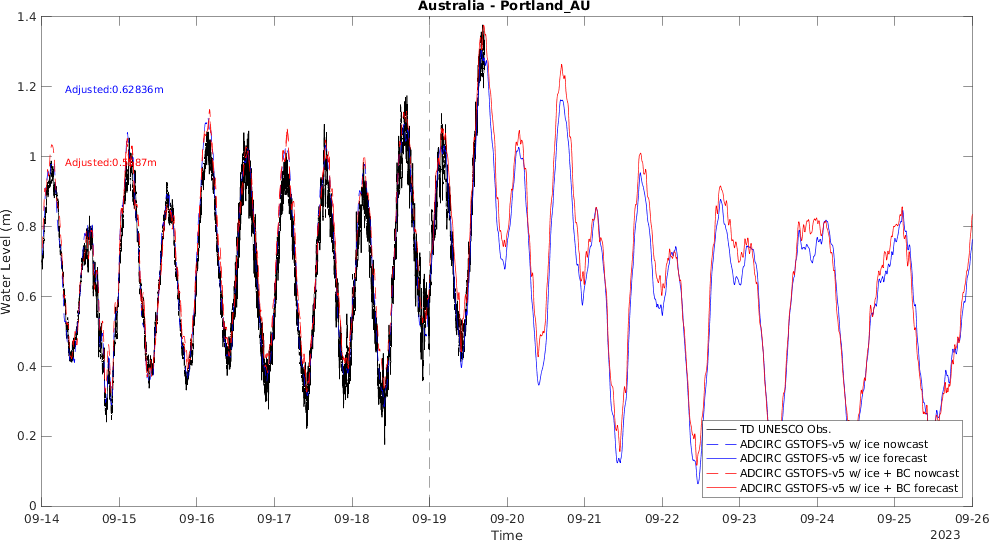 Australia - Portland_AU
1.4
1.2
1
0.8
0.6
0.4
0.2
0
Water Level (m)
Adjusted:0.62836m
TD UNESCO Obs.
ADCIRC GSTOFS-v5 w/ ice nowcast
ADCIRC GSTOFS-v5 w/ ice forecast
ADCIRC GSTOFS-v5 w/ ice + BC nowcast
ADCIRC GSTOFS-v5 w/ ice + BC forecast
09-14 09-15 09-16 09-17 09-18 09-19 09-20 09-21 09-22 09-23 09-24 09-25 09-26
Time
2023